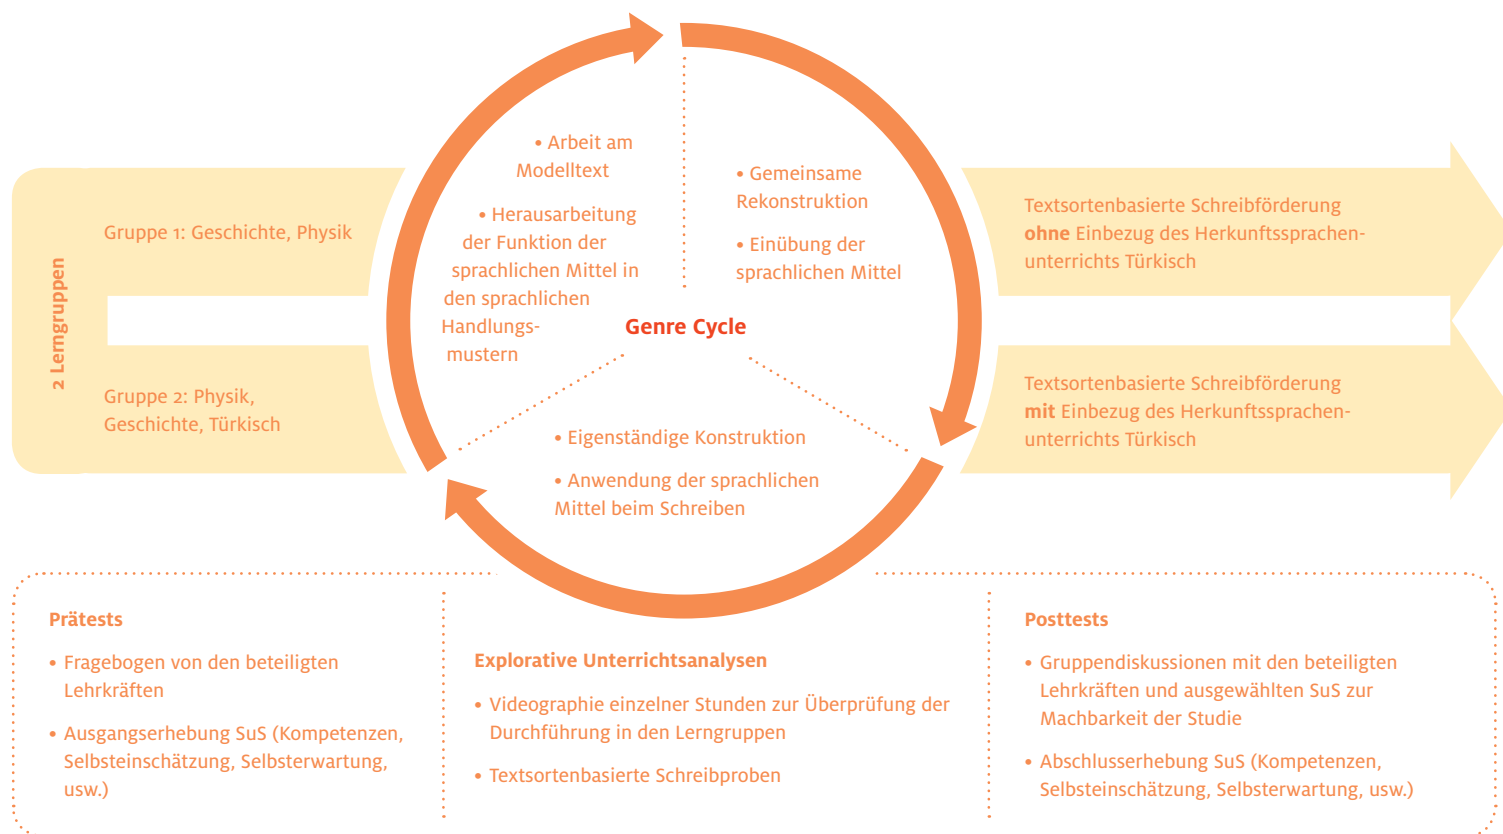 2 Lerngruppen
Gruppe 1: Geschichte, Physik
Gruppe 2: Physik,
Geschichte, Türkisch
• Arbeit am
Modelltext
• Herausarbeitung
der Funktion der
sprachlichen Mittel in
den sprachlichen
Handlungs-
mustern
• Gemeinsame
Rekonstruktion
• Einübung der
sprachlichen Mittel
Genre Cycle
• Eigenständige Konstruktion
• Anwendung der sprachlichen
Mittel beim Schreiben
Textsortenbasierte Schreibförderung
ohne Einbezug des Herkunftssprachen-
unterrichts Türkisch
Textsortenbasierte Schreibförderung
mit Einbezug des Herkunftssprachen-
unterrichts Türkisch
Prätests
• Fragebogen von den beteiligten
Lehrkräften
• Ausgangserhebung SuS (Kompetenzen,
Selbsteinschätzung, Selbsterwartung,
usw.)
Explorative Unterrichtsanalysen
• Videographie einzelner Stunden zur Überprüfung der
Durchführung in den Lerngruppen
• Textsortenbasierte Schreibproben
Posttests
• Gruppendiskussionen mit den beteiligten
Lehrkräften und ausgewählten SuS zur
Machbarkeit der Studie
• Abschlusserhebung SuS (Kompetenzen,
Selbsteinschätzung, Selbsterwartung, usw.)